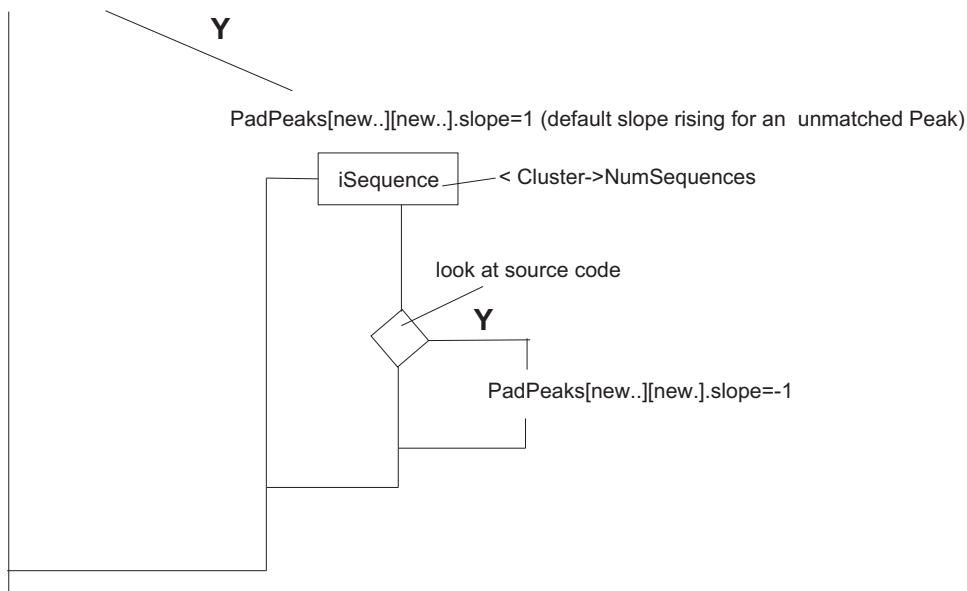 Y
PadPeaks[new..][new..].slope=1 (default slope rising for an unmatched Peak)
iSequence
< Cluster->NumSequences
look at source code
Y
PadPeaks[new..][new.].slope=-1